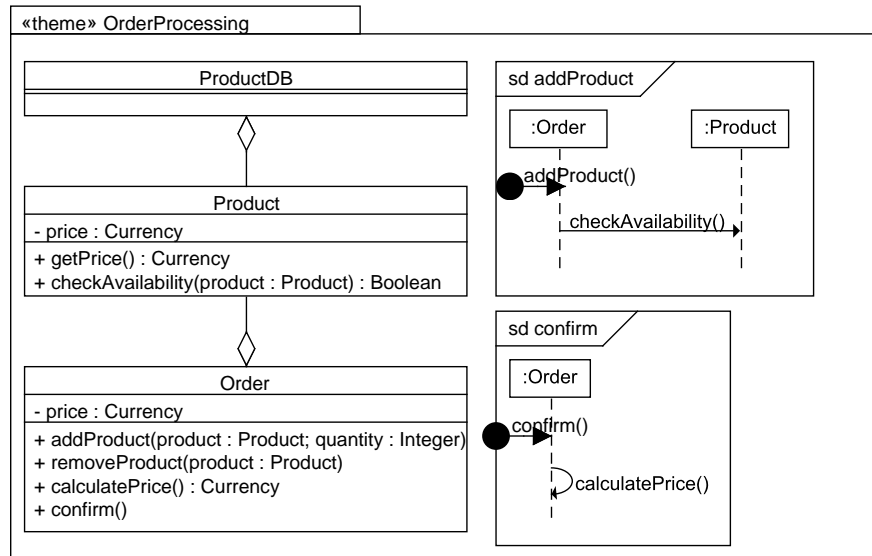 «theme» OrderProcessing
ProductDB
Product
- price : Currency
+ getPrice() : Currency
+ checkAvailability(product : Product) : Boolean
Order
- price : Currency
+ addProduct(product : Product; quantity : Integer)
+ removeProduct(product : Product)
+ calculatePrice() : Currency
+ confirm()
sd addProduct
:Order
:Product
addProduct()
checkAvailability()
sd confirm
:Order
confirm()
calculatePrice()